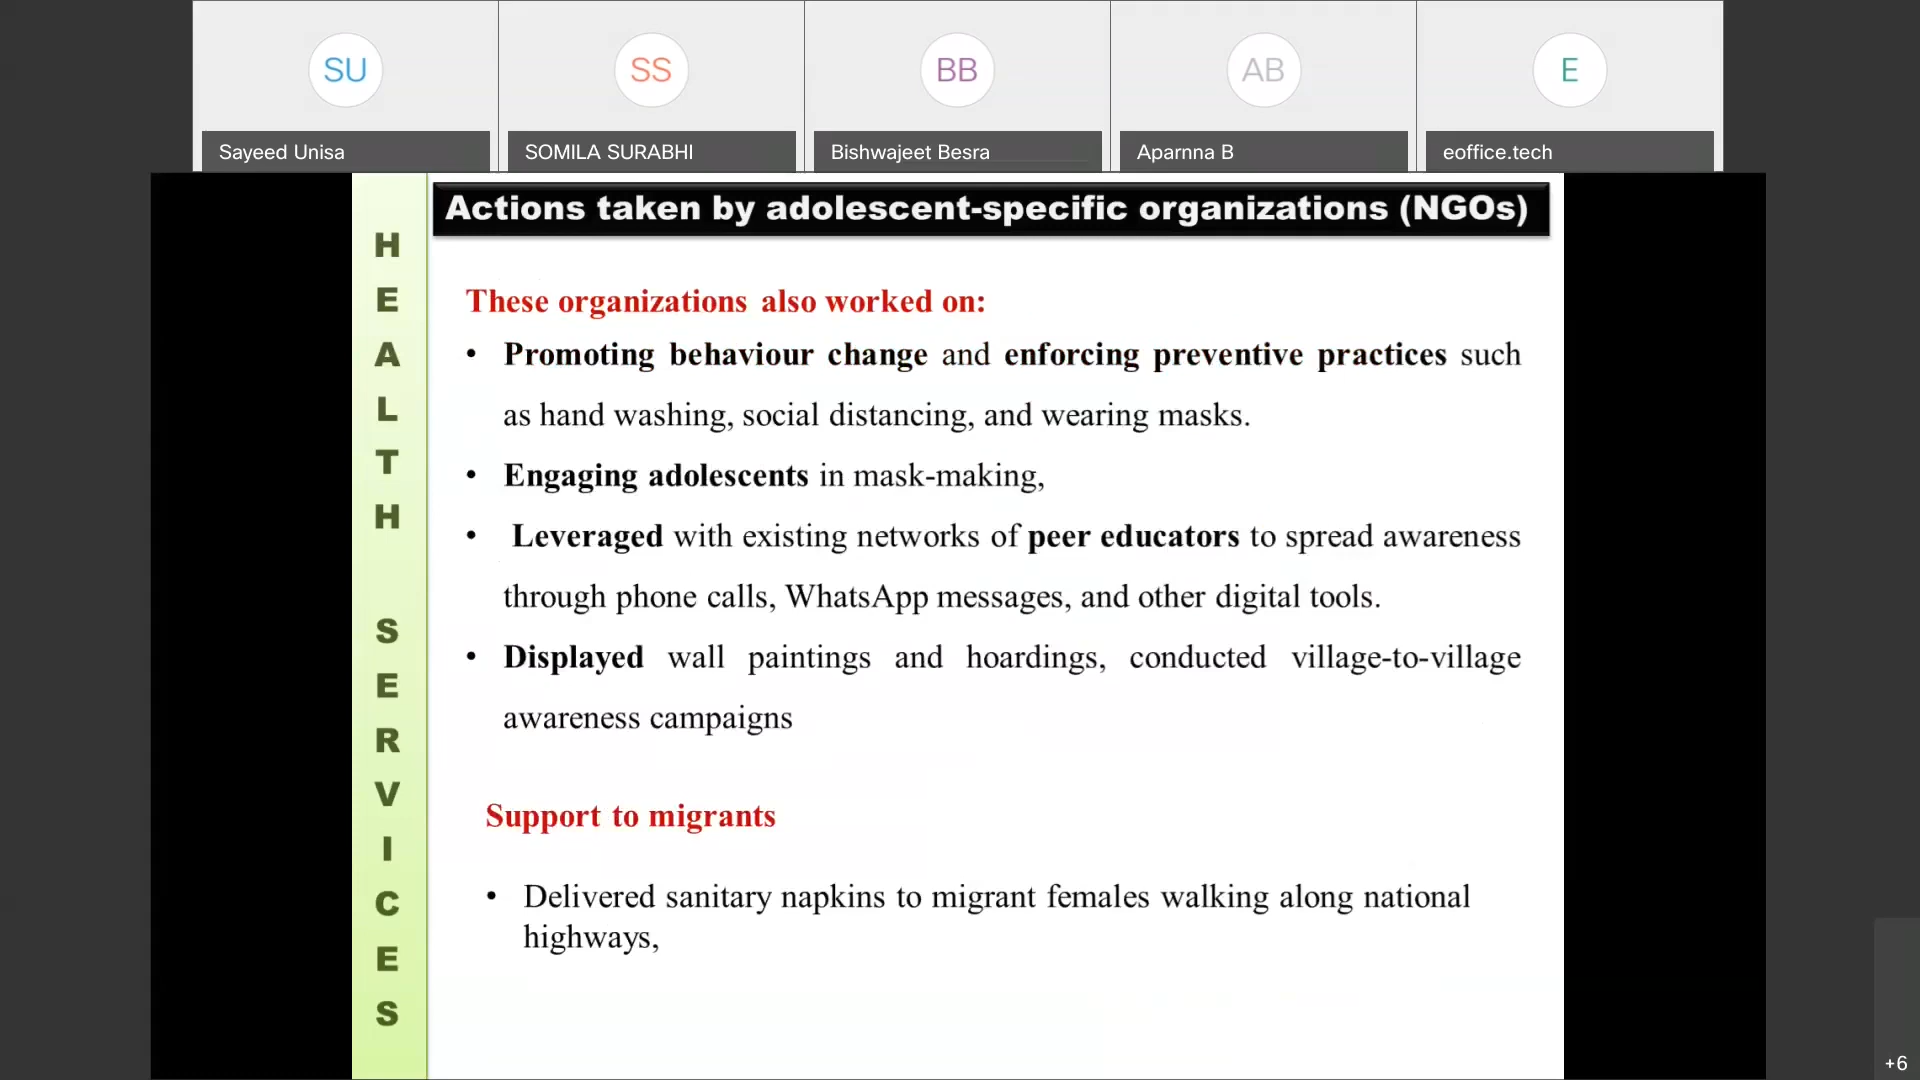 SU
SS
BB
AB
E
Sayeed Unisa
SOMILA SURABHI
Bishwajeet Besra
Aparnna B
eoffice.tech
Actions taken by adolescent-specific organizations (NGOs)
H
E
A
L
T
H
S
E
R
V
I
C
E
S
These organizations also worked on:
• Promoting behaviour change and enforcing preventive practices such
as hand washing, social distancing, and wearing masks.
• Engaging adolescents in mask-making,
• Leveraged with existing networks of peer educators to spread awareness
through phone calls, WhatsApp messages, and other digital tools.
• Displayed wall paintings and hoardings, conducted village-to-village
awareness campaigns
Support to migrants
• Delivered sanitary napkins to migrant females walking along national
highways,
+6